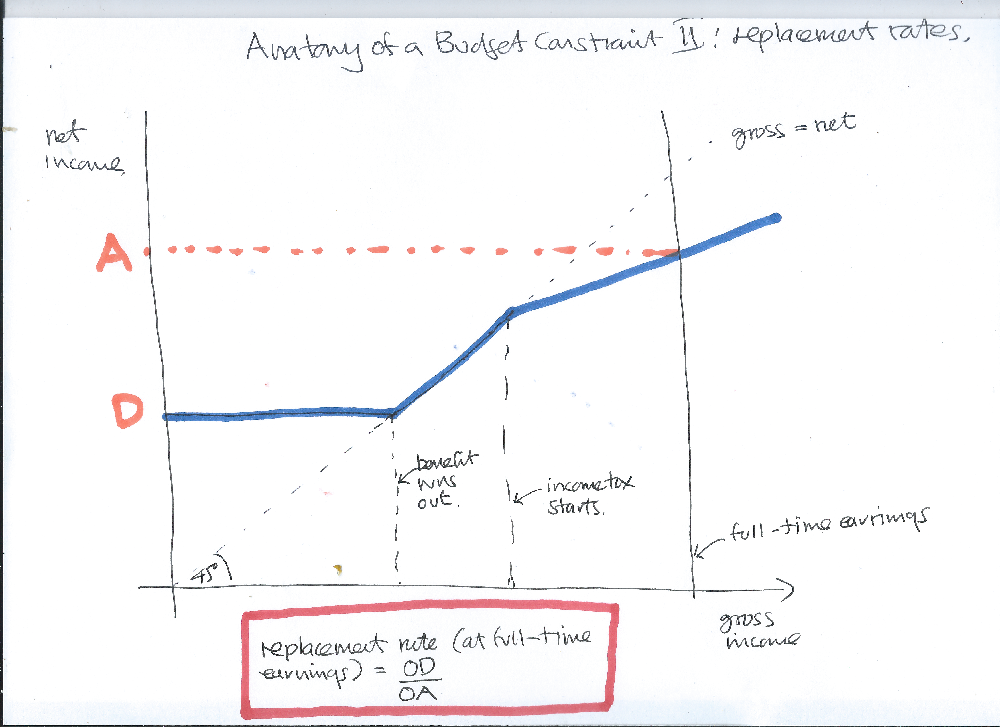 Anatomy of a Budget Constraint II: replacement rates.
net
income
gross = net
A
D
benefit
runs
out.
income tax
starts.
full-time earnings
45°
gross
income
replacement rate (at full-time
earnings) = OD
OA